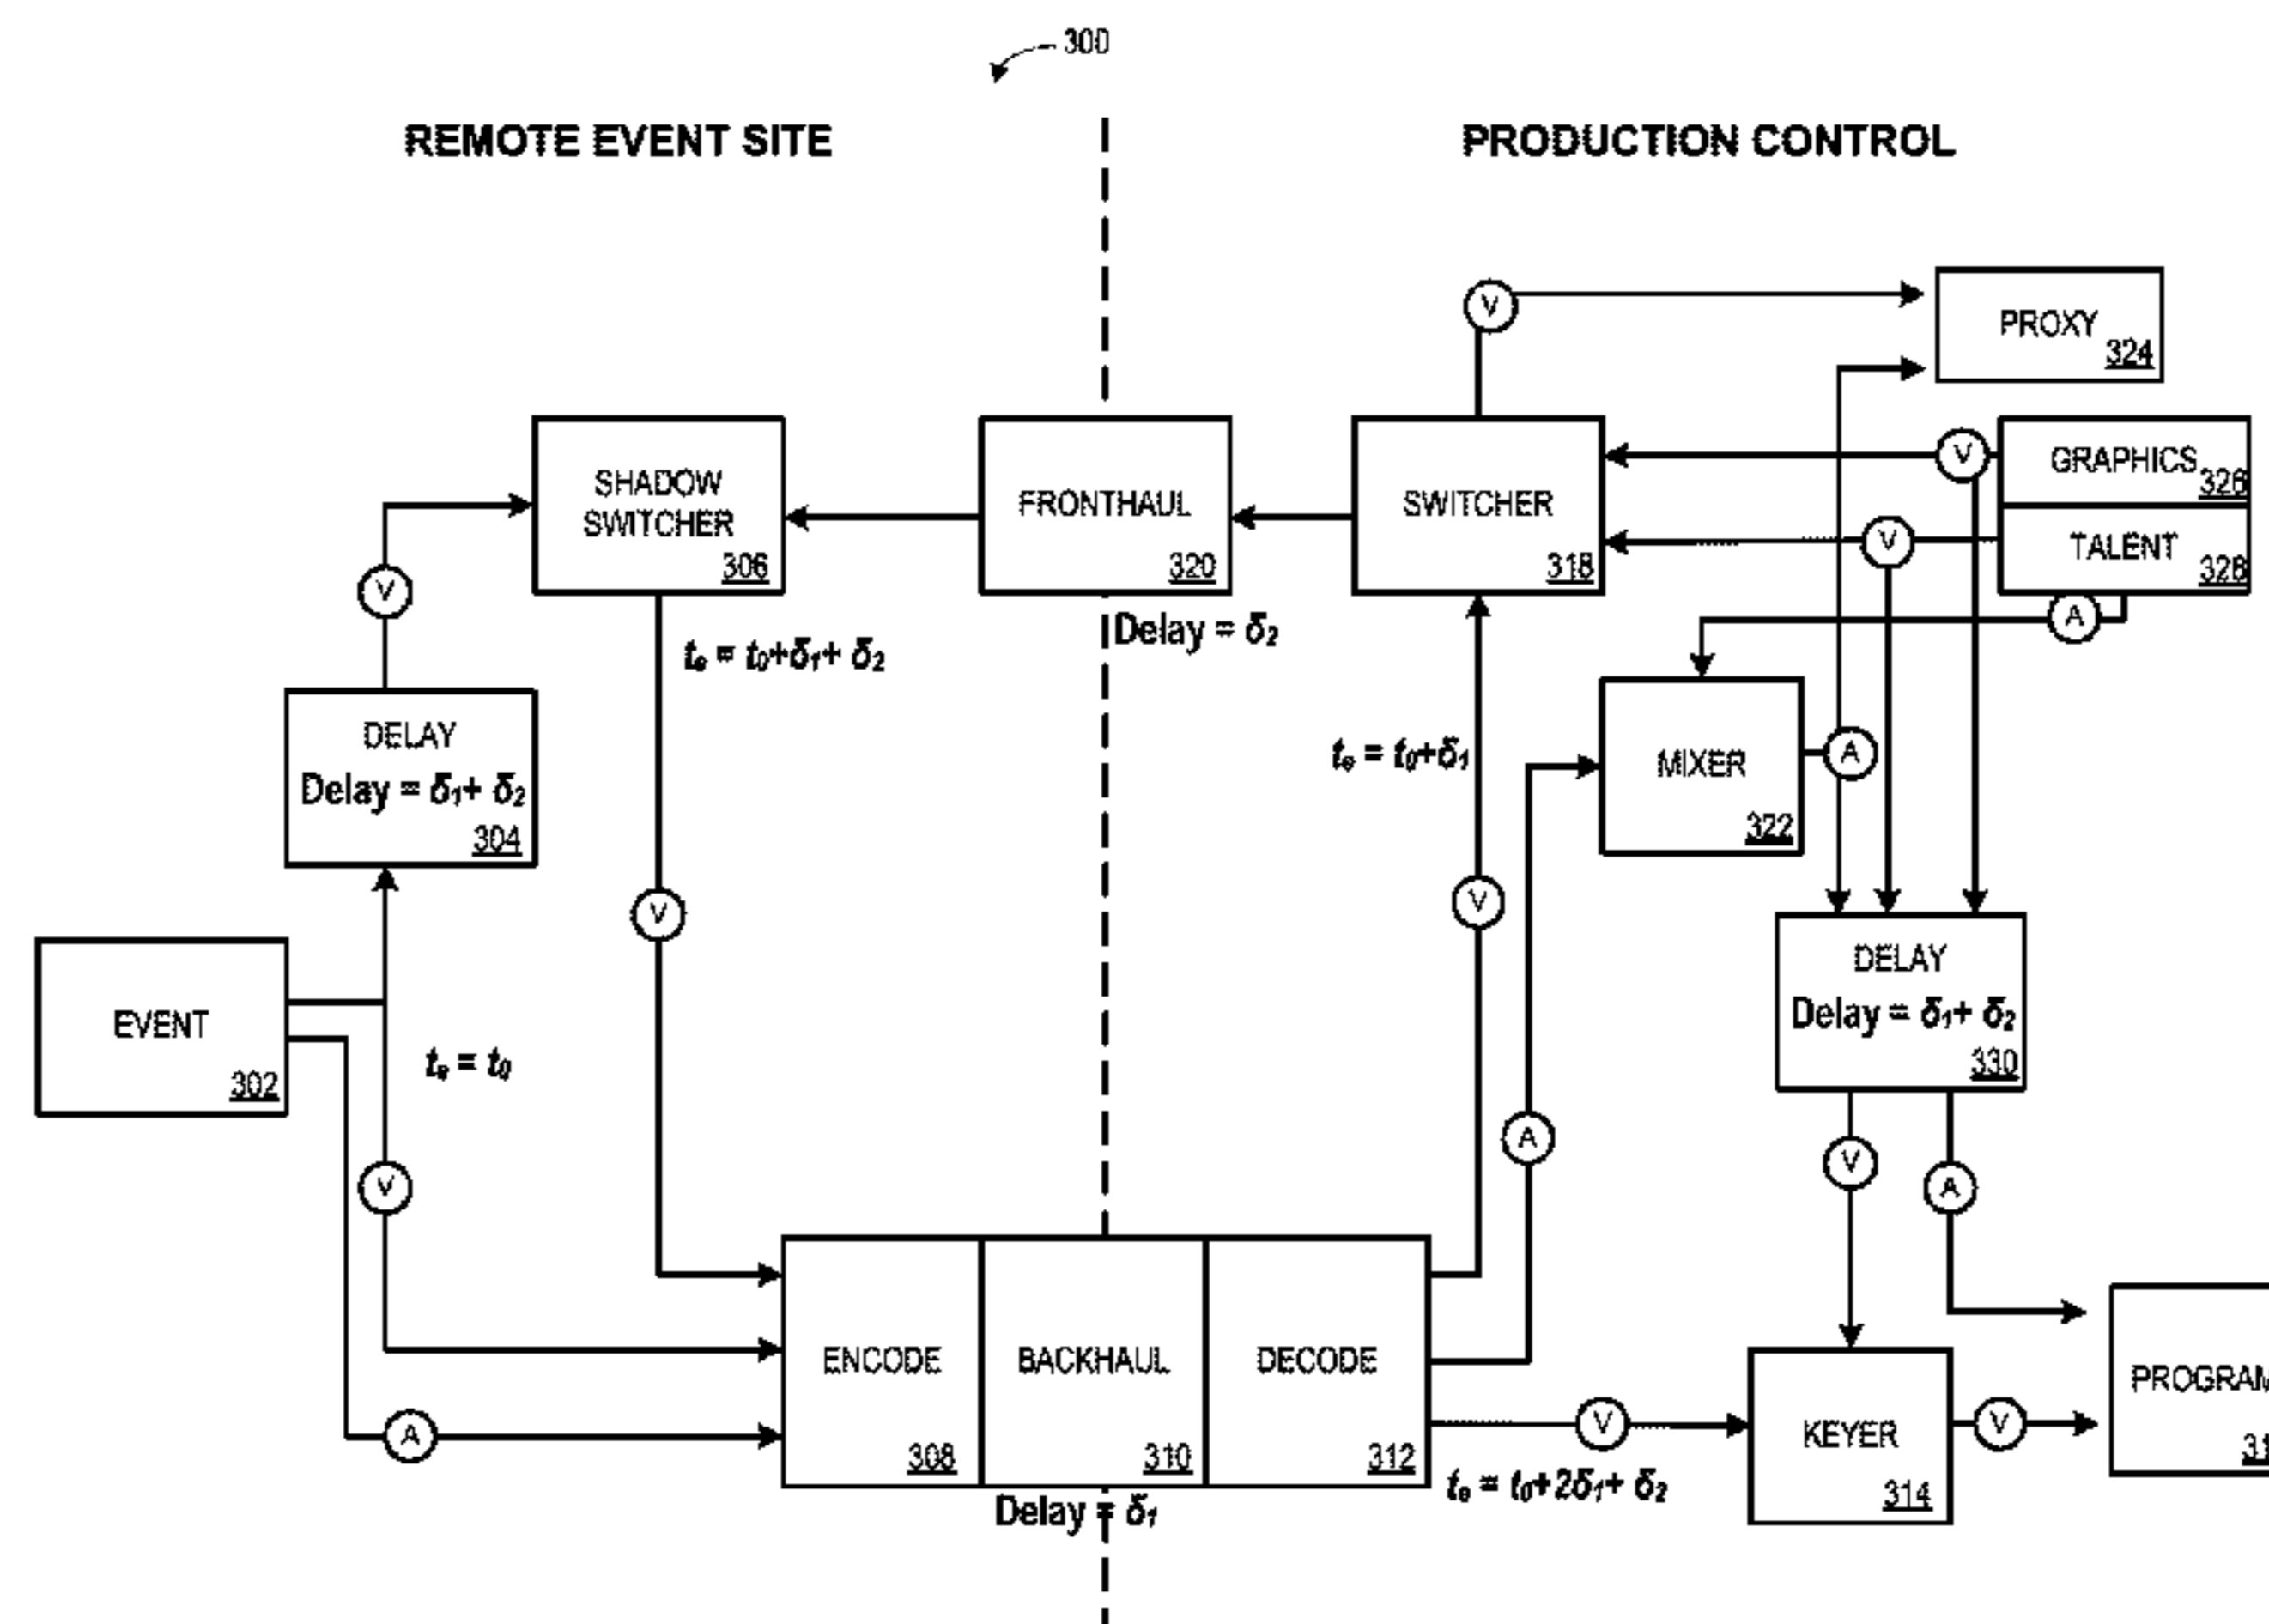 300
REMOTE EVENT SITE
PRODUCTION CONTROL
V
PROXY
324
SHADOW
SWITCHER
306
FRONTHAUL
320
SWITCHER
318
V
GRAPHICS
326
V
TALENT
328
V
A
Delay = δ2
te = t0+δ1+ δ2
DELAY
Delay = δ1+ δ2
304
te = t0+δ1
MIXER
322
A
V
V
EVENT
302
te = t0
DELAY
Delay = δ1+ δ2
330
A
V
A
V
ENCODE
308
BACKHAUL
310
DECODE
312
A
V
KEYER
314
V
PROGRAM
31
te = t0+2δ1+ δ2
Delay = δ1